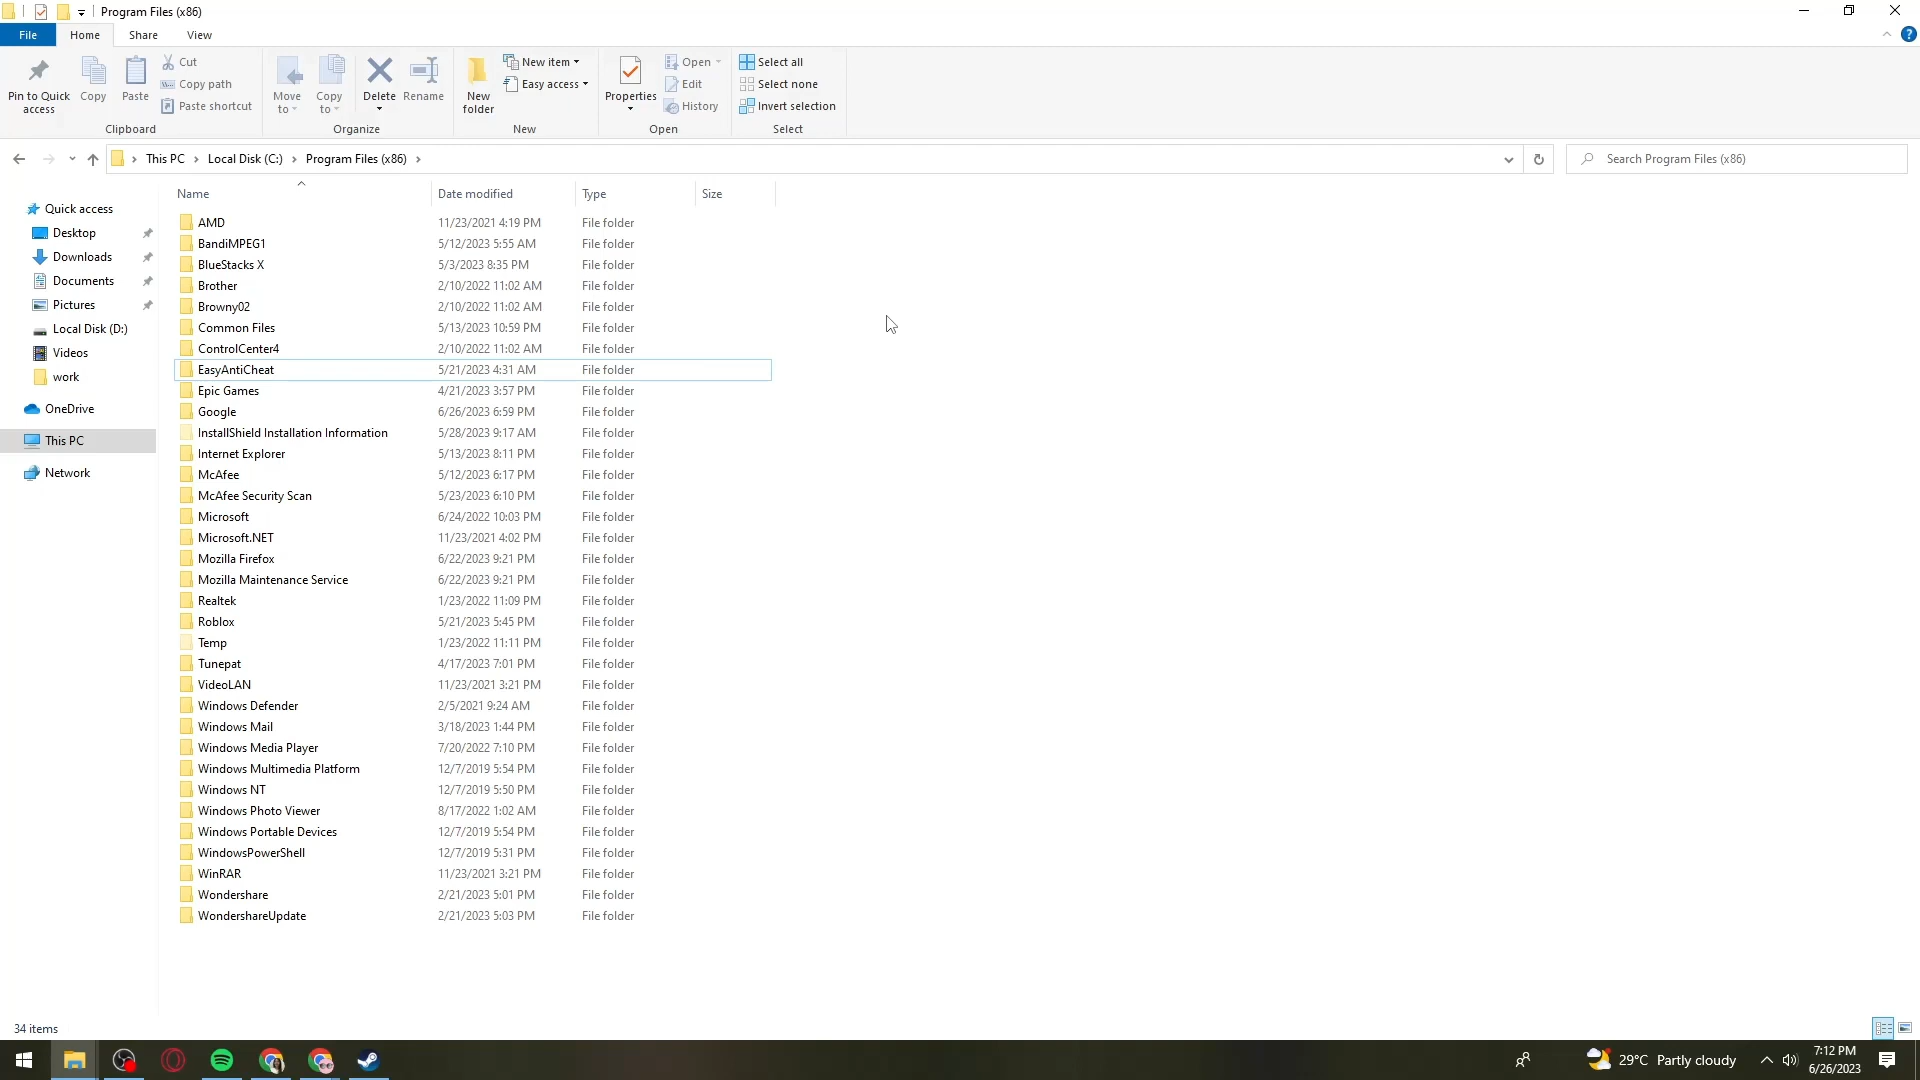 Program Files (x86)
File Home Share View
Pin to Quick access
Copy
Paste
Cut
Copy path
Paste shortcut
Clipboard
Move to
Copy to
Delete
Rename
Organize
New folder
New item
Easy access
New
Properties
Open
Edit
History
Open
Select all
Select none
Invert selection
Select
This PC Local Disk (C:) Program Files (x86)
Search Program Files (x86)
Quick access
Desktop
Downloads
Documents
Pictures
Local Disk (D:)
Videos
work
OneDrive
This PC
Network
Name Date modified Type Size
AMD 11/23/2021 4:19 PM File folder
BandiMPEG1 5/12/2023 5:55 AM File folder
BlueStacks X 5/3/2023 8:35 PM File folder
Brother 2/10/2022 11:02 AM File folder
Browny02 2/10/2022 11:02 AM File folder
Common Files 5/13/2023 10:59 PM File folder
ControlCenter4 2/10/2022 11:02 AM File folder
EasyAntiCheat 5/21/2023 4:31 AM File folder
Epic Games 4/21/2023 3:57 PM File folder
Google 6/26/2023 6:59 PM File folder
InstallShield Installation Information 5/28/2023 9:17 AM File folder
Internet Explorer 5/13/2023 8:11 PM File folder
McAfee 5/12/2023 6:17 PM File folder
McAfee Security Scan 5/23/2023 6:10 PM File folder
Microsoft 6/24/2022 10:03 PM File folder
Microsoft.NET 11/23/2021 4:02 PM File folder
Mozilla Firefox 6/22/2023 9:21 PM File folder
Mozilla Maintenance Service 6/22/2023 9:21 PM File folder
Realtek 1/23/2022 11:09 PM File folder
Roblox 5/21/2023 5:45 PM File folder
Temp 1/23/2022 11:11 PM File folder
Tunepat 4/17/2023 7:01 PM File folder
VideoLAN 11/23/2021 3:21 PM File folder
Windows Defender 2/5/2021 9:24 AM File folder
Windows Mail 3/18/2023 1:44 PM File folder
Windows Media Player 7/20/2022 7:10 PM File folder
Windows Multimedia Platform 12/7/2019 5:54 PM File folder
Windows NT 12/7/2019 5:50 PM File folder
Windows Photo Viewer 8/17/2022 1:02 AM File folder
Windows Portable Devices 12/7/2019 5:54 PM File folder
WindowsPowerShell 12/7/2019 5:31 PM File folder
WinRAR 11/23/2021 3:21 PM File folder
Wondershare 2/21/2023 5:01 PM File folder
WondershareUpdate 2/21/2023 5:03 PM File folder
34 items
29°C Partly cloudy
7:12 PM
6/26/2023